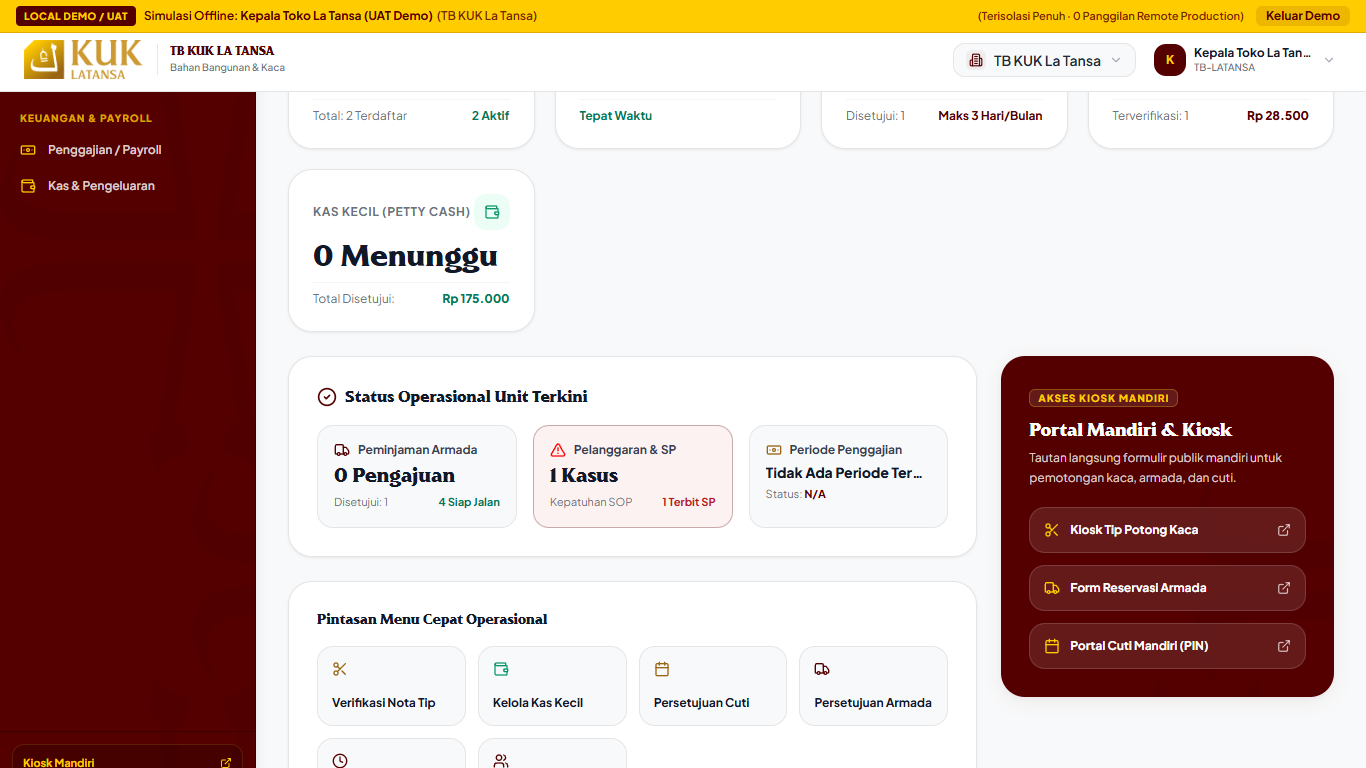 LOCAL DEMO / UAT Simulasi Offline: Kepala Toko La Tansa (UAT Demo) (TB KUK La Tansa) (Terisolasi Penuh · 0 Panggilan Remote Production) Keluar Demo
KUK
LATANSA
TB KUK LA TANSA
Bahan Bangunan & Kaca
TB KUK La Tansa
K
Kepala Toko La Tan...
TB-LATANSA
KEUANGAN & PAYROLL
Penggajian / Payroll
Kas & Pengeluaran
Kiosk Mandiri
Total: 2 Terdaftar 2 Aktif
Tepat Waktu
Disetujui: 1 Maks 3 Hari/Bulan
Terverifikasi: 1 Rp 28.500
KAS KECIL (PETTY CASH)
0 Menunggu
Total Disetujui: Rp 175.000
Status Operasional Unit Terkini
Peminjaman Armada
0 Pengajuan
Disetujui: 1 4 Siap Jalan
Pelanggaran & SP
1 Kasus
Kepatuhan SOP 1 Terbit SP
Periode Penggajian
Tidak Ada Periode Ter...
Status: N/A
AKSES KIOSK MANDIRI
Portal Mandiri & Kiosk
Tautan langsung formulir publik mandiri untuk
pemotongan kaca, armada, dan cuti.
Kiosk Tip Potong Kaca
Form Reservasi Armada
Portal Cuti Mandiri (PIN)
Pintasan Menu Cepat Operasional
Verifikasi Nota Tip
Kelola Kas Kecil
Persetujuan Cuti
Persetujuan Armada